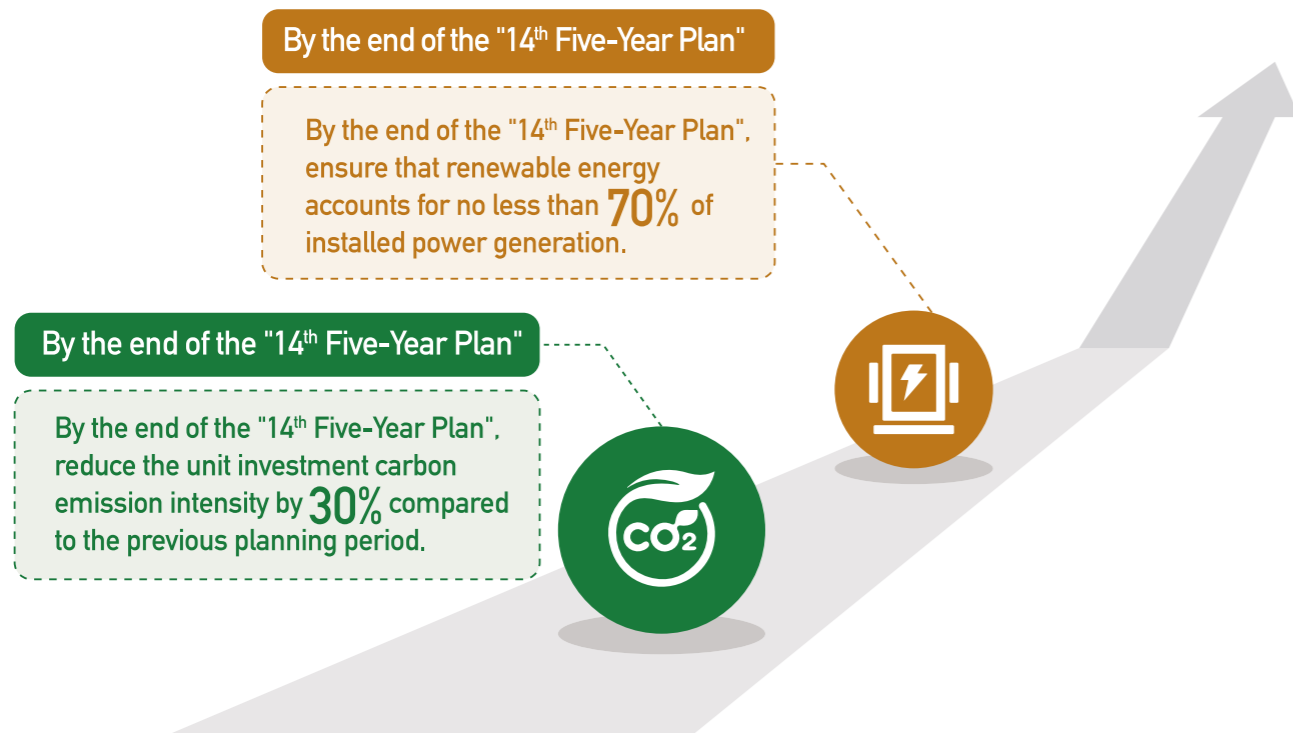 By the end of the "14th Five-Year Plan"
By the end of the "14th Five-Year Plan",
ensure that renewable energy
accounts for no less than 70% of
installed power generation.
By the end of the "14th Five-Year Plan"
By the end of the "14th Five-Year Plan",
reduce the unit investment carbon
emission intensity by 30% compared
to the previous planning period.
CO2